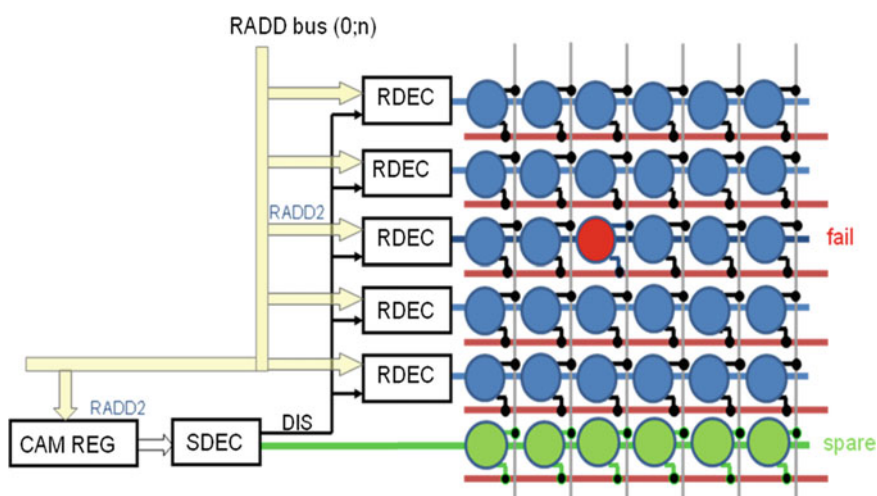 RADD bus (0;n)
RDEC
RDEC
RADD2
RDEC
fail
RDEC
RDEC
RADD2
DIS
CAM REG
SDEC
spare